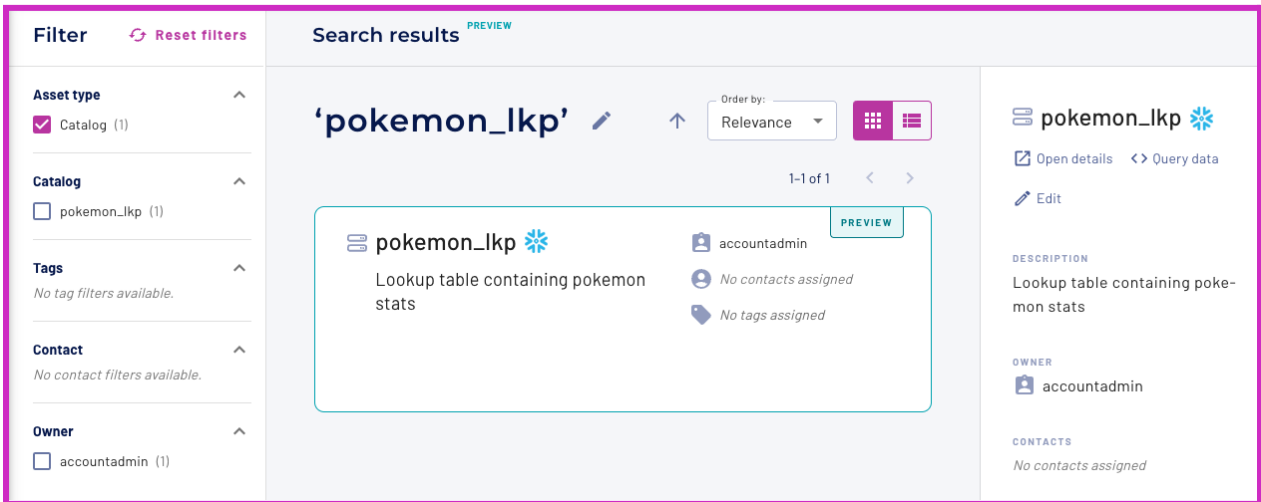 Filter
Reset filters
Asset type
Catalog (1)
Catalog
pokemon_lkp (1)
Tags
No tag filters available.
Contact
No contact filters available.
Owner
accountadmin (1)
Search results PREVIEW
‘pokemon_lkp’
Order by:
Relevance
1–1 of 1
PREVIEW
pokemon_lkp
Lookup table containing pokemon
stats
accountadmin
No contacts assigned
No tags assigned
pokemon_lkp
Open details
<> Query data
Edit
DESCRIPTION
Lookup table containing poke-
mon stats
OWNER
accountadmin
CONTACTS
No contacts assigned